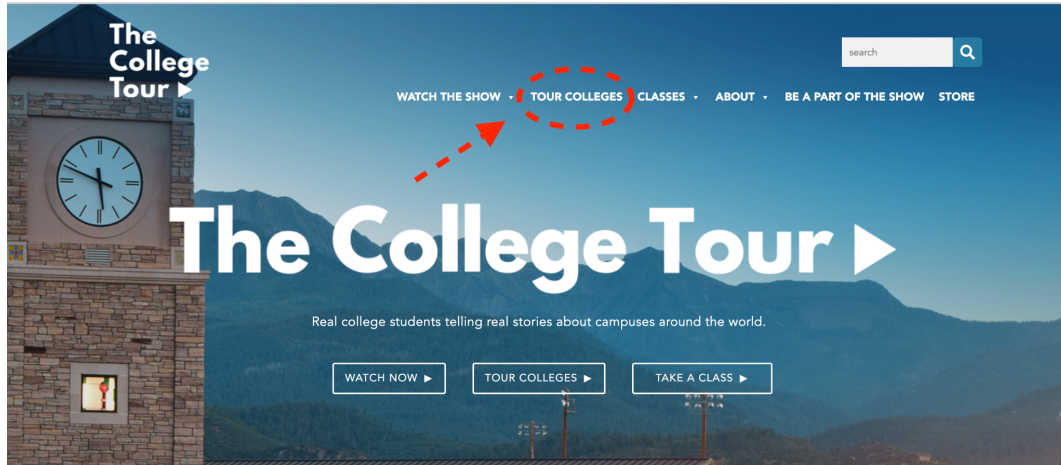 The
College
Tour ▶
search
WATCH THE SHOW ▾ TOUR COLLEGES CLASSES ▾ ABOUT ▾ BE A PART OF THE SHOW STORE
The College Tour ▶
Real college students telling real stories about campuses around the world.
WATCH NOW ▶ TOUR COLLEGES ▶ TAKE A CLASS ▶